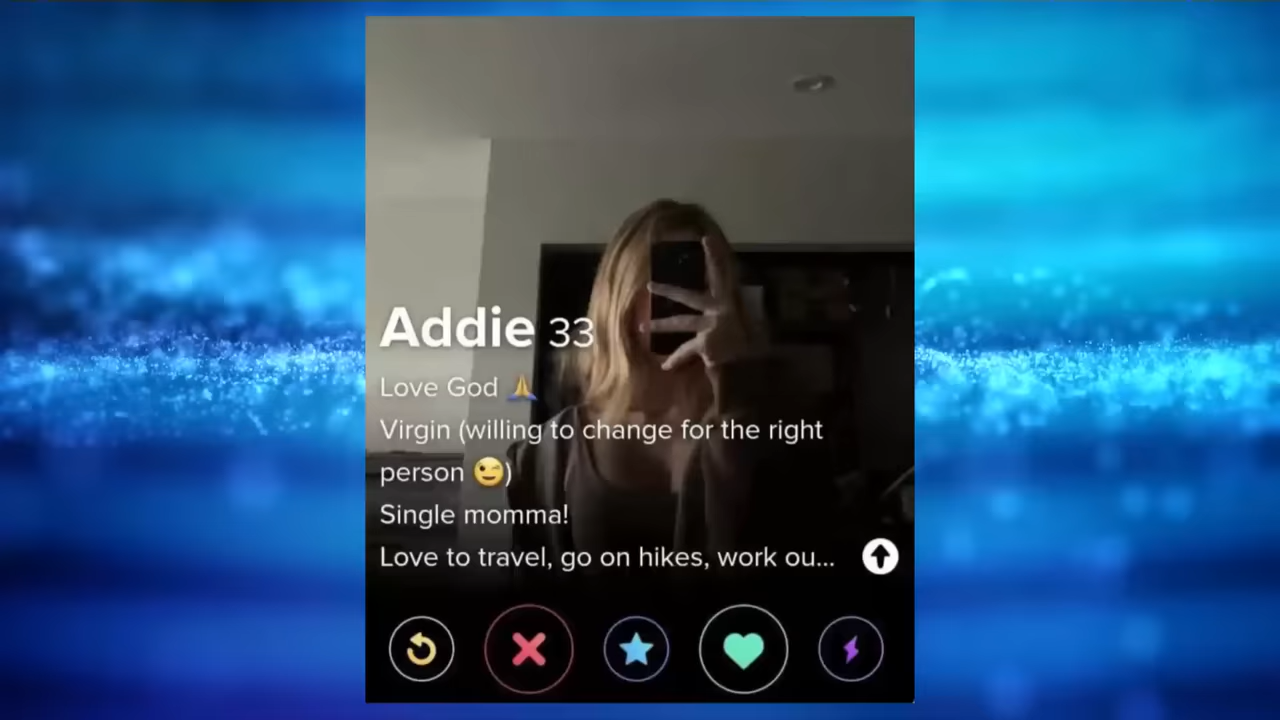 Addie 33
Love God 🙏
Virgin (willing to change for the right
person 😉)
Single momma!
Love to travel, go on hikes, work ou...